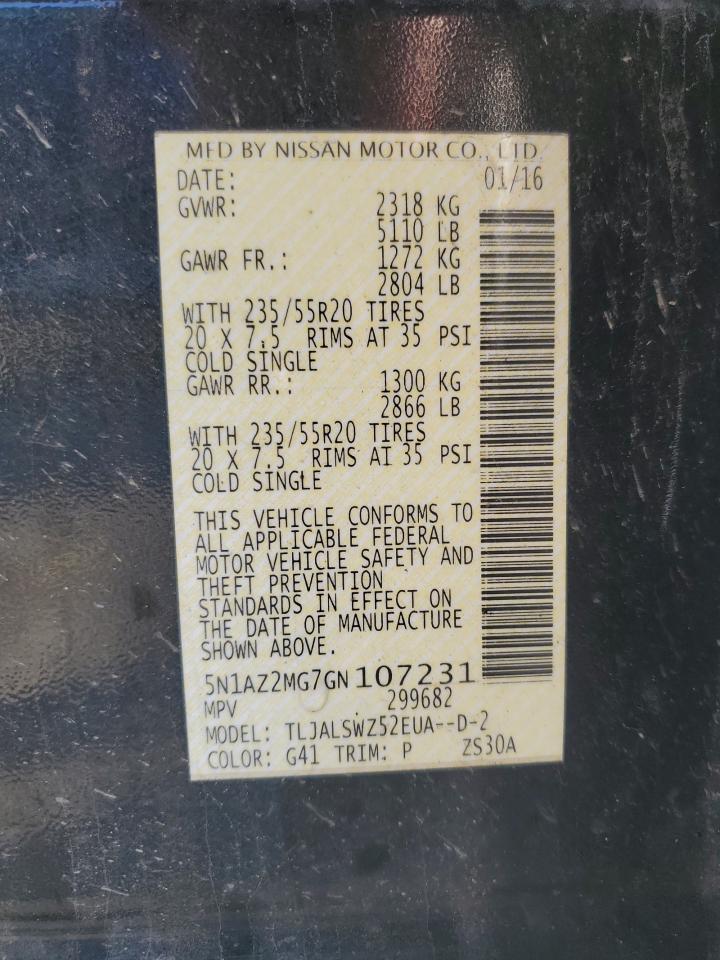 MFD BY NISSAN MOTOR CO., LTD.
DATE: 01/16
GVWR: 2318 KG
5110 LB
GAWR FR.: 1272 KG
2804 LB
WITH 235/55R20 TIRES
20 X 7.5 RIMS AT 35 PSI
COLD SINGLE
GAWR RR.: 1300 KG
2866 LB
WITH 235/55R20 TIRES
20 X 7.5 RIMS AT 35 PSI
COLD SINGLE
THIS VEHICLE CONFORMS TO
ALL APPLICABLE FEDERAL
MOTOR VEHICLE SAFETY AND
THEFT PREVENTION
STANDARDS IN EFFECT ON
THE DATE OF MANUFACTURE
SHOWN ABOVE.
5N1AZ2MG7GN107231
MPV 299682
MODEL: TLJALSWZ52EUA--D-2
COLOR: G41 TRIM: P ZS30A